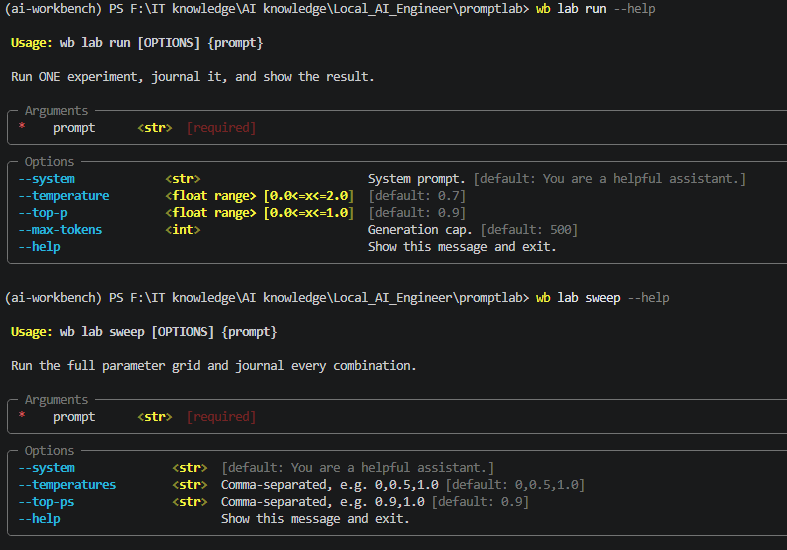 (ai-workbench) PS F:\IT knowledge\AI knowledge\Local_AI_Engineer\promptlab> wb lab run --help
Usage: wb lab run [OPTIONS] {prompt}
Run ONE experiment, journal it, and show the result.
Arguments
* prompt <str> [required]
Options
--system <str> System prompt. [default: You are a helpful assistant.]
--temperature <float range> [0.0<=x<=2.0] [default: 0.7]
--top-p <float range> [0.0<=x<=1.0] [default: 0.9]
--max-tokens <int> Generation cap. [default: 500]
--help Show this message and exit.
(ai-workbench) PS F:\IT knowledge\AI knowledge\Local_AI_Engineer\promptlab> wb lab sweep --help
Usage: wb lab sweep [OPTIONS] {prompt}
Run the full parameter grid and journal every combination.
Arguments
* prompt <str> [required]
Options
--system <str> [default: You are a helpful assistant.]
--temperatures <str> Comma-separated, e.g. 0,0.5,1.0 [default: 0,0.5,1.0]
--top-ps <str> Comma-separated, e.g. 0.9,1.0 [default: 0.9]
--help Show this message and exit.